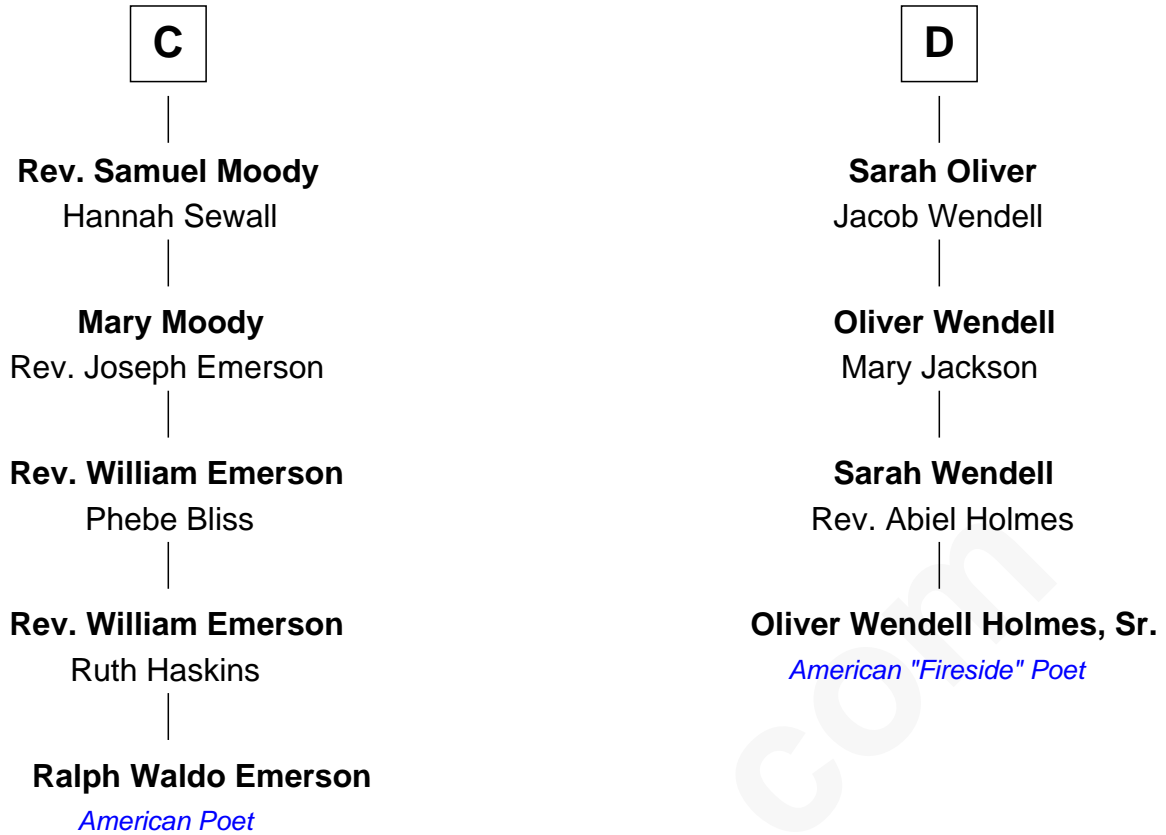 C
Rev. Samuel Moody
Hannah Sewall
Mary Moody
Rev. Joseph Emerson
Rev. William Emerson
Phebe Bliss
Rev. William Emerson
Ruth Haskins
Ralph Waldo Emerson
American Poet
D
Sarah Oliver
Jacob Wendell
Oliver Wendell
Mary Jackson
Sarah Wendell
Rev. Abiel Holmes
Oliver Wendell Holmes, Sr.
American "Fireside" Poet
com